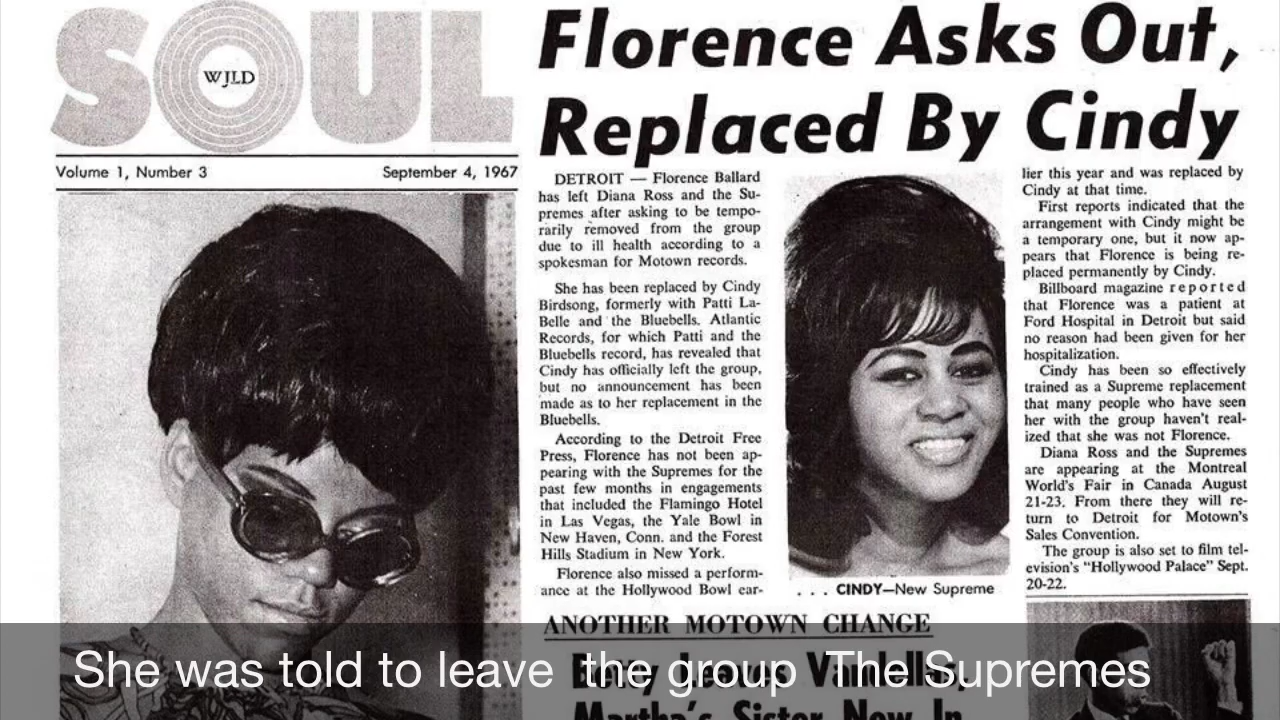 SOUL
WJLD
Volume 1, Number 3 September 4, 1967
Florence Asks Out,
Replaced By Cindy
DETROIT — Florence Ballard
has left Diana Ross and the Su-
premes after asking to be tempo-
rarily removed from the group
due to ill health according to a
spokesman for Motown records.
She has been replaced by Cindy
Birdsong, formerly with Patti La-
Belle and the Bluebells. Atlantic
Records, for which Patti and the
Bluebells record, has revealed that
Cindy has officially left the group,
but no announcement has been
made as to her replacement in the
Bluebells.
According to the Detroit Free
Press, Florence has not been ap-
pearing with the Supremes for the
past few months in engagements
that included the Flamingo Hotel
in Las Vegas, the Yale Bowl in
New Haven, Conn. and the Forest
Hills Stadium in New York.
Florence also missed a perform-
ance at the Hollywood Bowl ear-
. . . CINDY—New Supreme
lier this year and was replaced by
Cindy at that time.
First reports indicated that the
arrangement with Cindy might be
a temporary one, but it now ap-
pears that Florence is being re-
placed permanently by Cindy.
Billboard magazine reported
that Florence was a patient at
Ford Hospital in Detroit but said
no reason had been given for her
hospitalization.
Cindy has been so effectively
trained as a Supreme replacement
that many people who have seen
her with the group haven't real-
ized that she was not Florence.
Diana Ross and the Supremes
are appearing at the Montreal
World's Fair in Canada August
21-23. From there they will re-
turn to Detroit for Motown's
Sales Convention.
The group is also set to film tel-
evision's "Hollywood Palace" Sept.
20-22.
ANOTHER MOTOWN CHANGE
Betty Leaves Vandellas,
Martha's Sister Now In
She was told to leave the group The Supremes